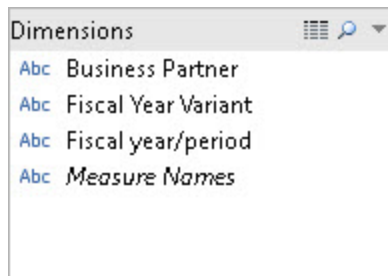 Dimensions
Abc Business Partner
Abc Fiscal Year Variant
Abc Fiscal year/period
Abc Measure Names